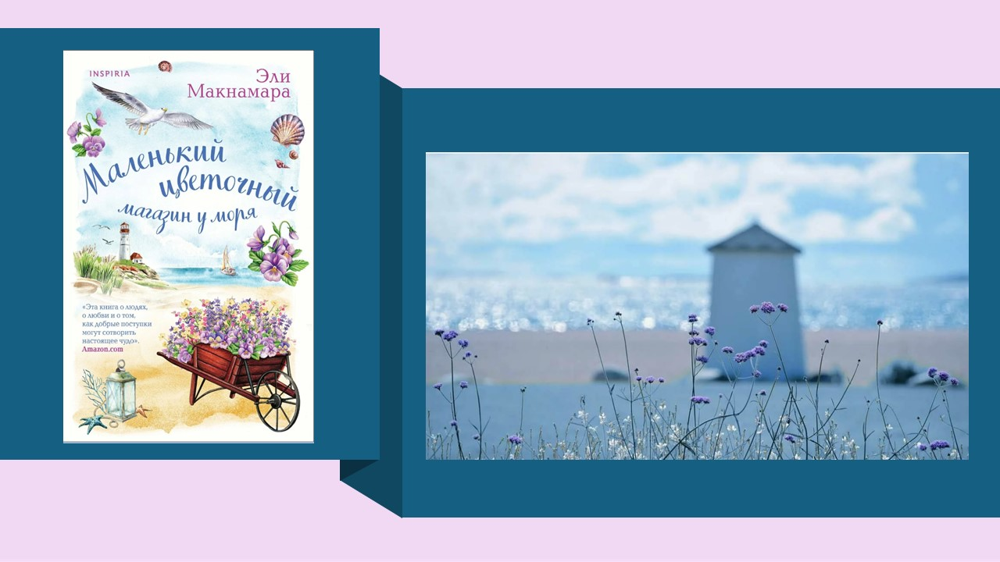 INSPIRIA
Эли
Макнамара
Маленький
цветочный
магазин у моря
«Эта книга о людях,
о любви и о том,
как добрые поступки
могут сотворить
настоящее чудо».
Amazon.com